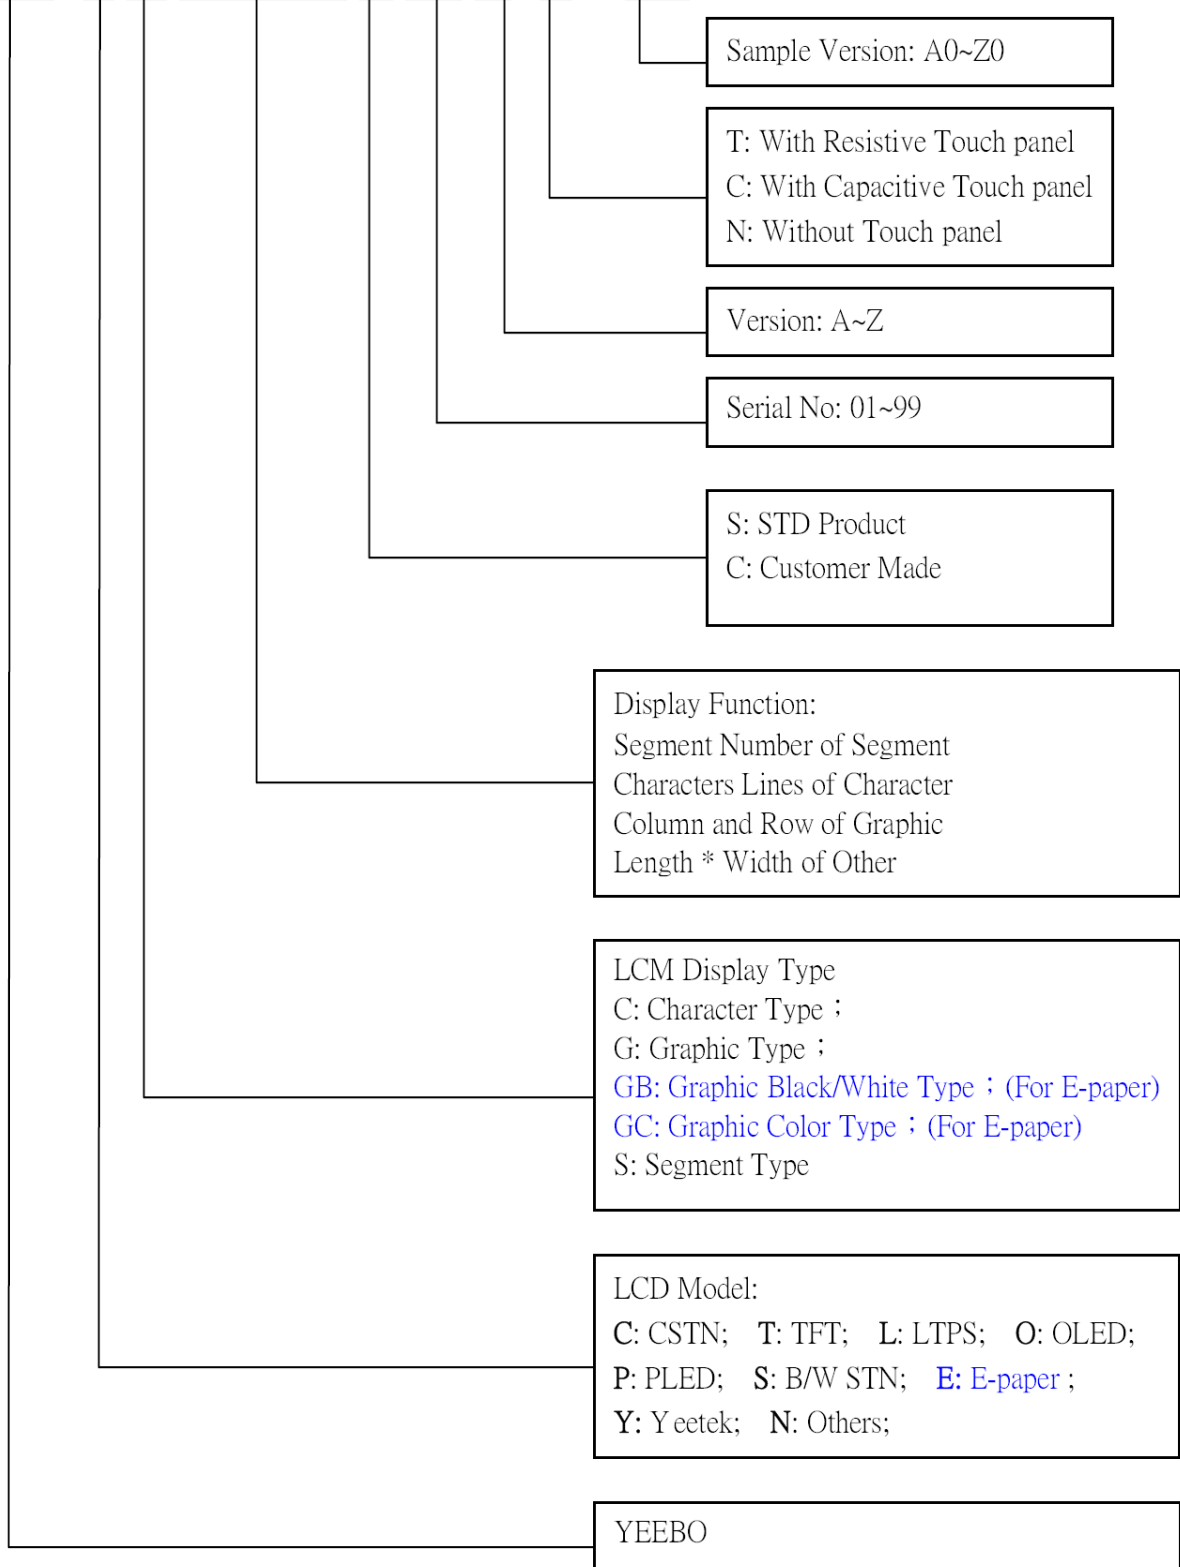 Sample Version: A0~Z0
T: With Resistive Touch panel
C: With Capacitive Touch panel
N: Without Touch panel
Version: A~Z
Serial No: 01~99
S: STD Product
C: Customer Made
Display Function:
Segment Number of Segment
Characters Lines of Character
Column and Row of Graphic
Length * Width of Other
LCM Display Type
C: Character Type；
G: Graphic Type；
GB: Graphic Black/White Type；(For E-paper)
GC: Graphic Color Type；(For E-paper)
S: Segment Type
LCD Model:
C: CSTN; T: TFT; L: LTPS; O: OLED;
P: PLED; S: B/W STN; E: E-paper ;
Y: Yeetek; N: Others;
YEEBO